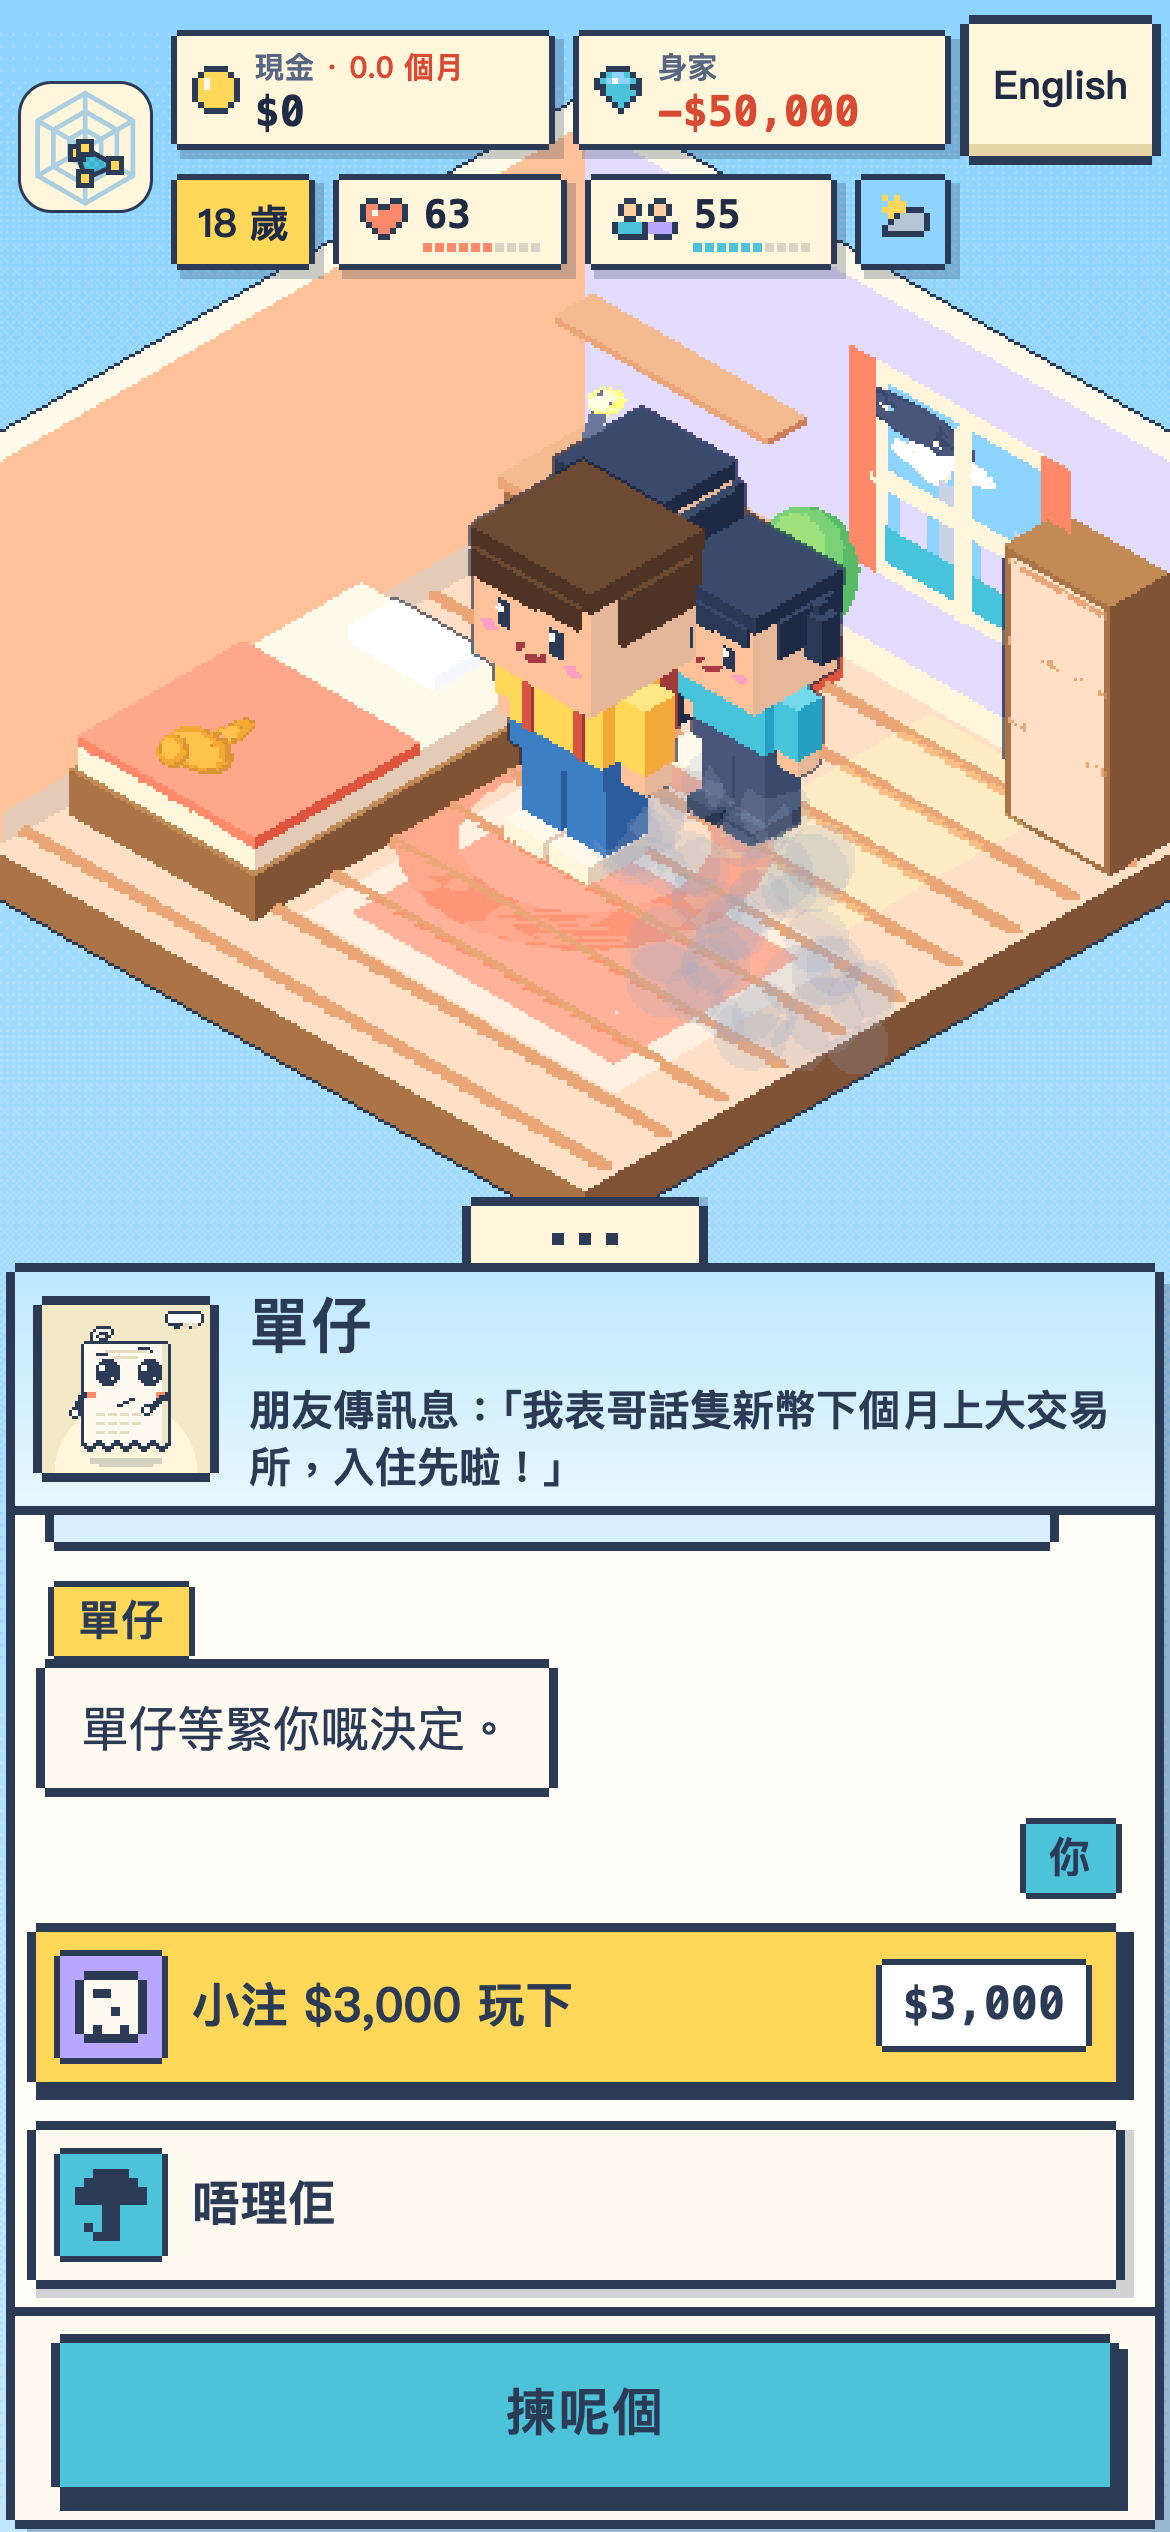 現金 · 0.0 個月
$0
身家
-$50,000
English
18 歲
63
55
單仔
朋友傳訊息：「我表哥話隻新幣下個月上大交易
所，入住先啦！」
單仔
單仔等緊你嘅決定。
你
小注 $3,000 玩下
$3,000
唔理佢
揀呢個